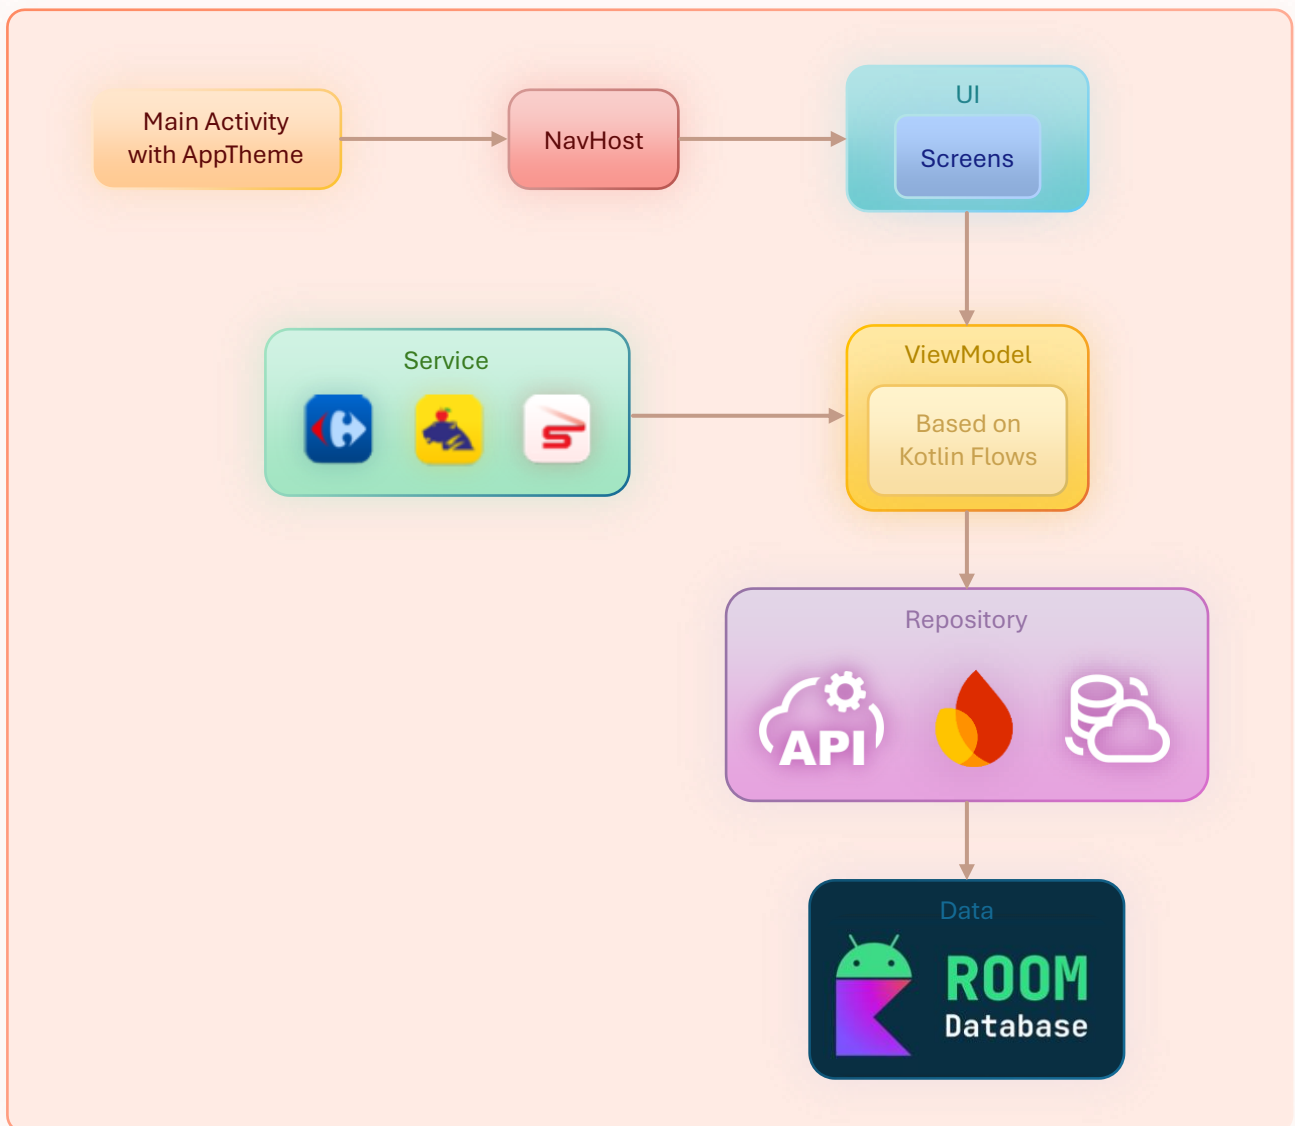 Main Activity
with AppTheme
NavHost
UI
Screens
Service
ViewModel
Based on
Kotlin Flows
Repository
API
Data
ROOM
Database